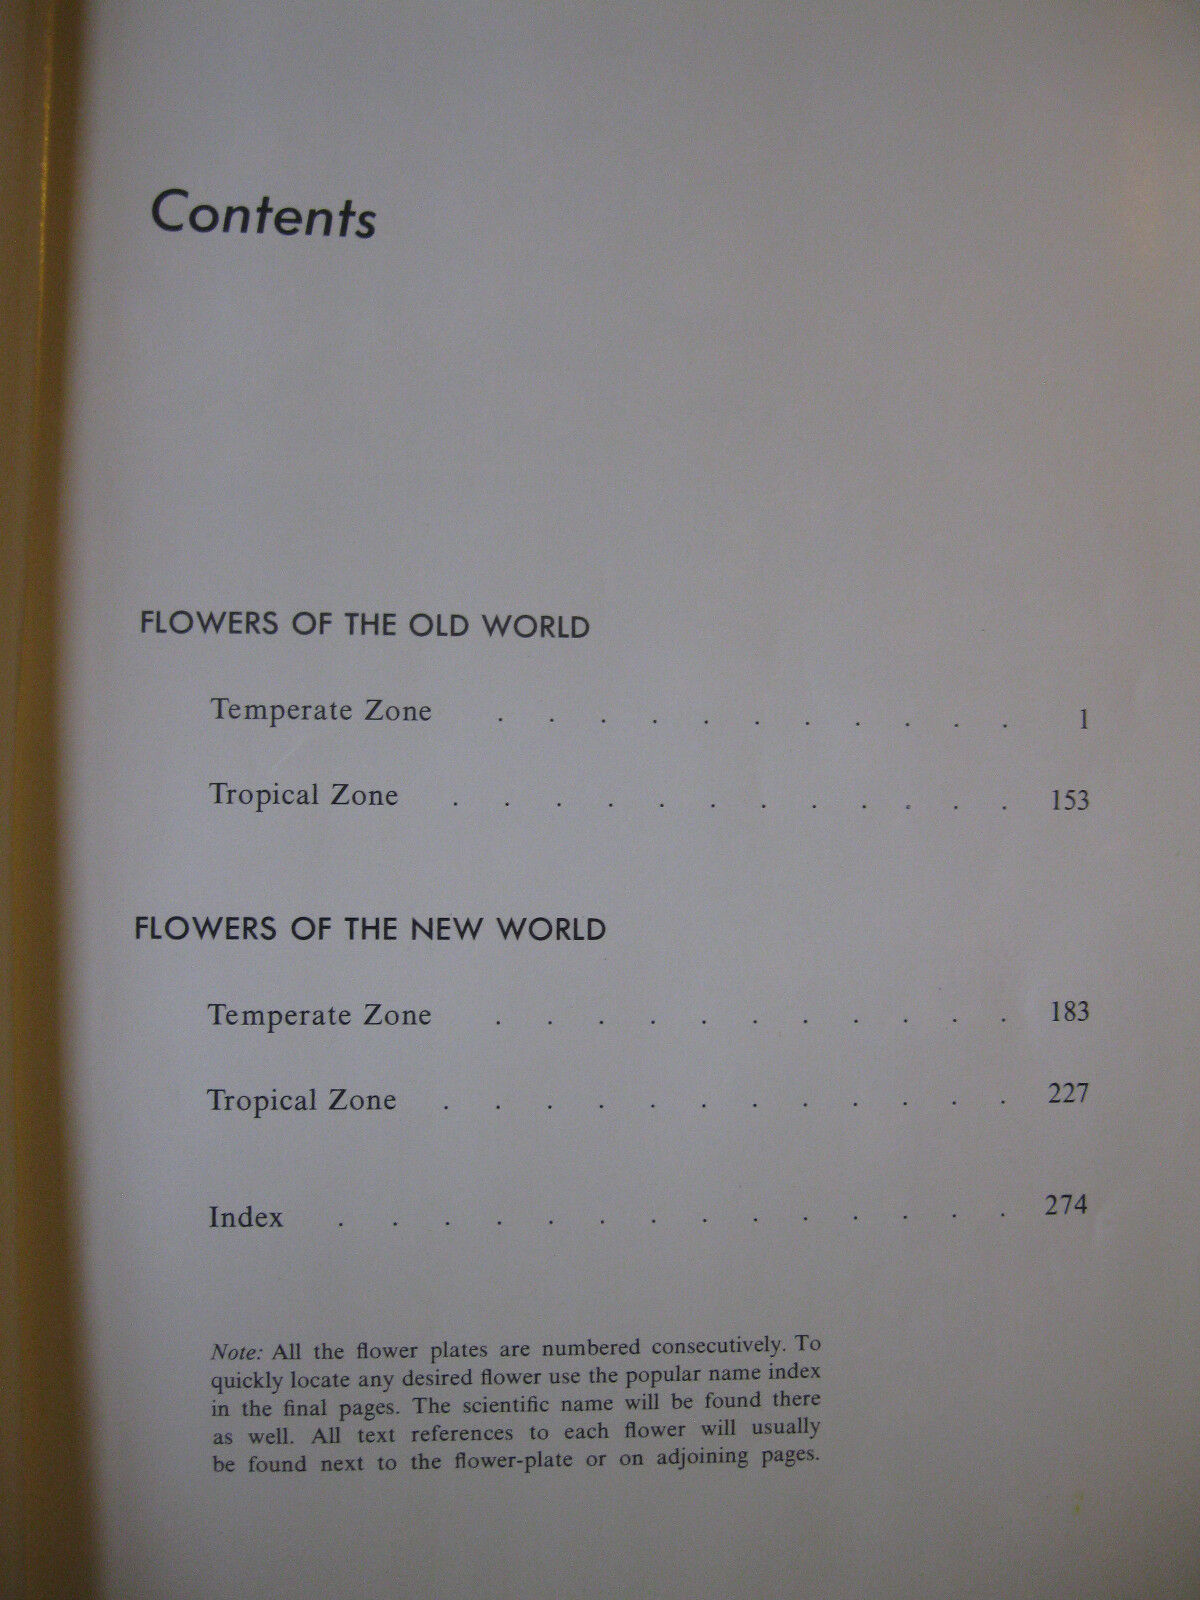 Contents
FLOWERS OF THE OLD WORLD
Temperate Zone . . . . . . . . . . . 1
Tropical Zone . . . . . . . . . . . . 153
FLOWERS OF THE NEW WORLD
Temperate Zone . . . . . . . . . . . 183
Tropical Zone . . . . . . . . . . . . 227
Index . . . . . . . . . . . . . . 274
Note: All the flower plates are numbered consecutively. To
quickly locate any desired flower use the popular name index
in the final pages. The scientific name will be found there
as well. All text references to each flower will usually
be found next to the flower-plate or on adjoining pages.